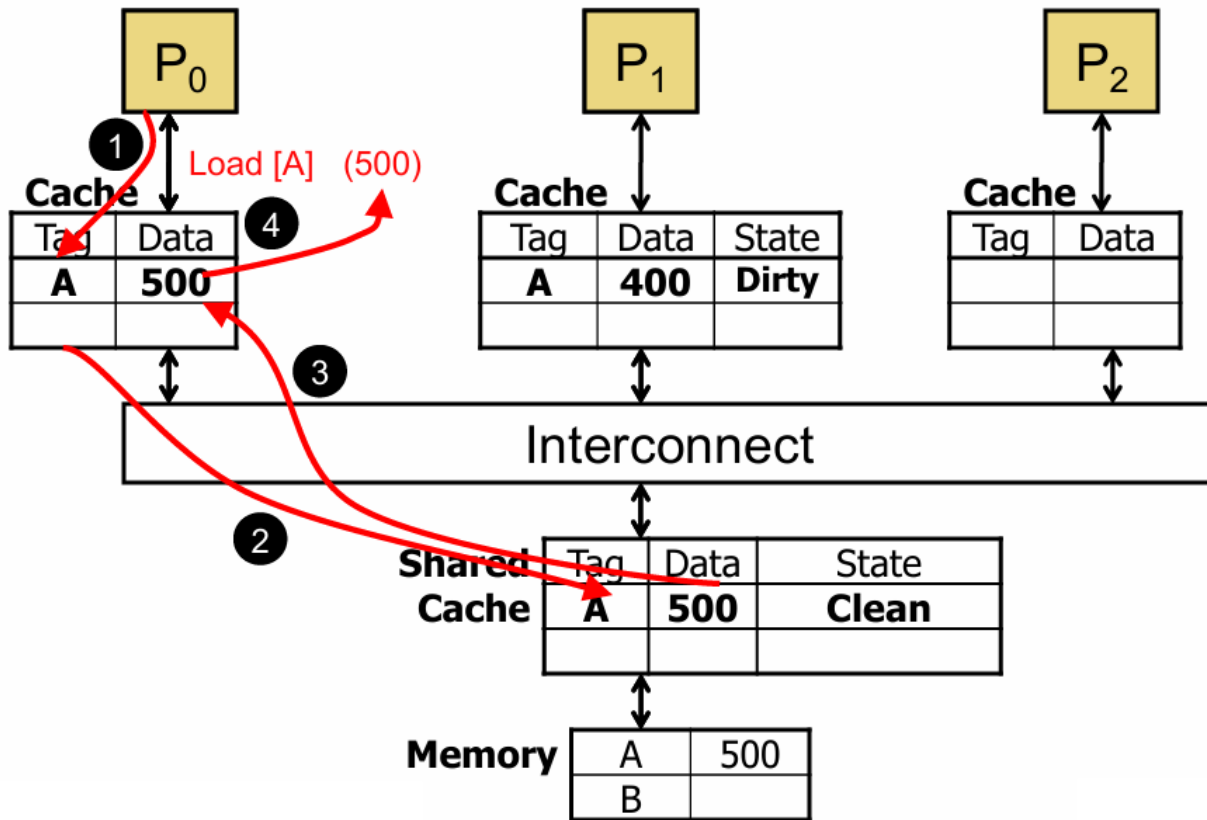 P0 P1 P2
1 Load [A] (500)
Cache Cache Cache
4
Tag Data Tag Data State Tag Data
A 500 A 400 Dirty
3
Interconnect
2
Shared Tag Data State
Cache A 500 Clean
Memory A 500
B